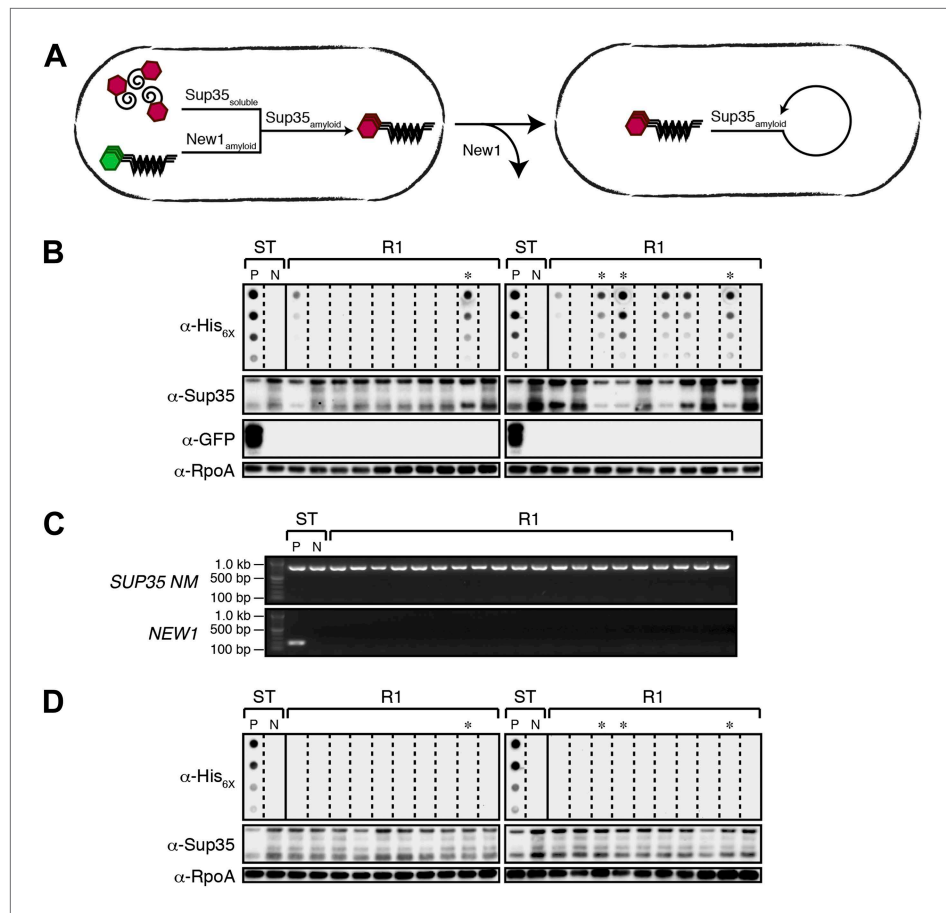 A
Sup35soluble
New1amyloid
Sup35amyloid
New1
Sup35amyloid
B
ST R1 ST R1
P N * P N * * *
α-His6X
α-Sup35
α-GFP
α-RpoA
C
ST R1
P N
SUP35 NM
1.0 kb
500 bp
100 bp
NEW1
1.0 kb
500 bp
100 bp
D
ST R1 ST R1
P N * P N * * *
α-His6X
α-Sup35
α-RpoA